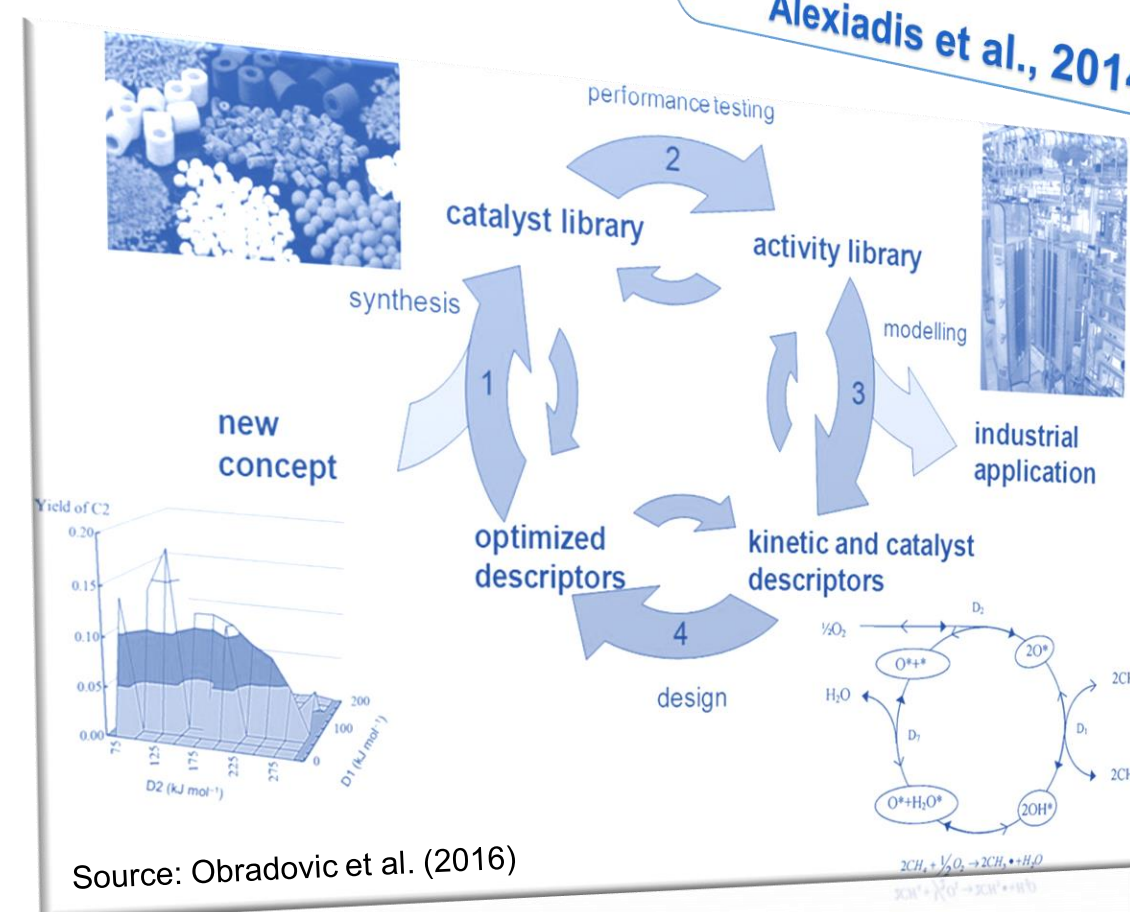 Alexiadis et al., 201
performance testing
2
catalyst library
activity library
synthesis
modelling
1
3
new
concept
industrial
application
optimized
descriptors
kinetic and catalyst
descriptors
4
design
Yield of C2
0.20
0.15
0.10
0.05
0.00
75
125
175
225
275
0
100
200
D2 (kJ mol⁻¹)
D1 (kJ mol⁻¹)
D₂
½O₂
O*+*
2O*
H₂O
D₇
D₁
O*+H₂O*
2OH*
2CH₄ + ½O₂ → 2CH₃• + H₂O
Source: Obradovic et al. (2016)